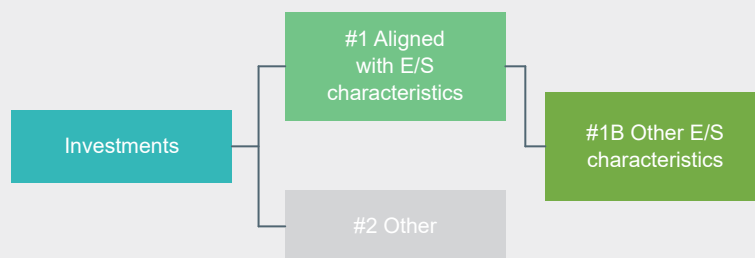 #1 Aligned
with E/S
characteristics
Investments
#1B Other E/S
characteristics
#2 Other